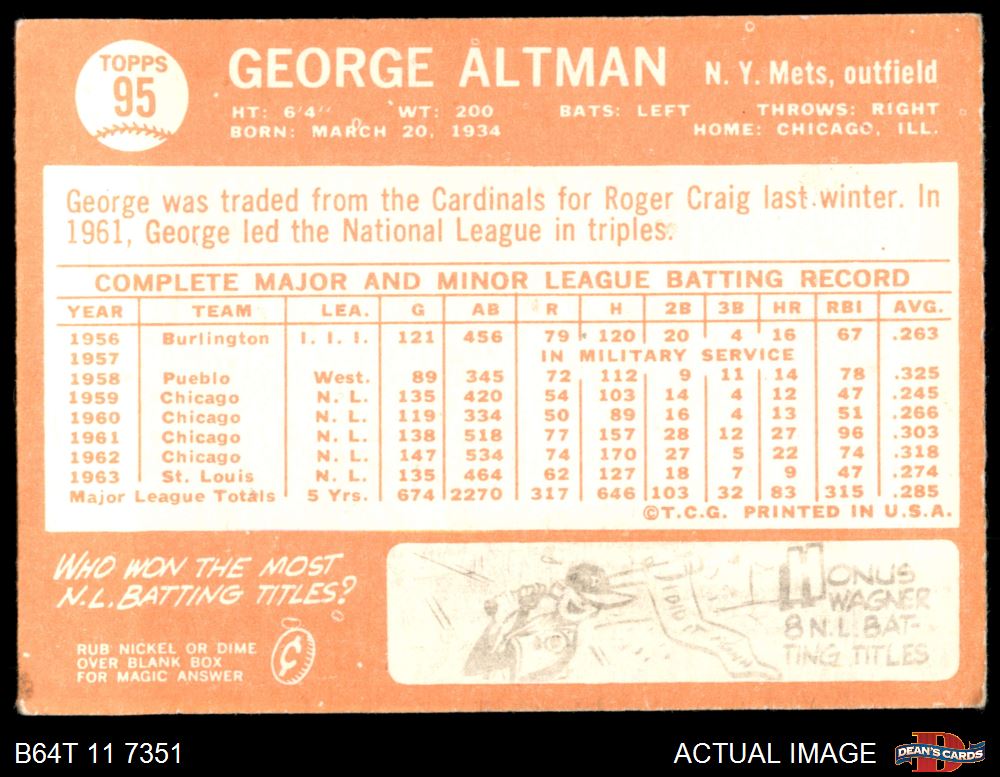 TOPPS
95
GEORGE ALTMAN
N. Y. Mets, outfield
HT: 6'4" WT: 200 BATS: LEFT THROWS: RIGHT
BORN: MARCH 20, 1934 HOME: CHICAGO, ILL.
George was traded from the Cardinals for Roger Craig last winter. In
1961, George led the National League in triples.
COMPLETE MAJOR AND MINOR LEAGUE BATTING RECORD
YEAR TEAM LEA. G AB R H 2B 3B HR RBI AVG.
1956 Burlington I. I. I. 121 456 79 120 20 4 16 67 .263
1957 IN MILITARY SERVICE
1958 Pueblo West. 89 345 72 112 9 11 14 78 .325
1959 Chicago N. L. 135 420 54 103 14 4 12 47 .245
1960 Chicago N. L. 119 334 50 89 16 4 13 51 .266
1961 Chicago N. L. 138 518 77 157 28 12 27 96 .303
1962 Chicago N. L. 147 534 74 170 27 5 22 74 .318
1963 St. Louis N. L. 135 464 62 127 18 7 9 47 .274
Major League Totals 5 Yrs. 674 2270 317 646 103 32 83 315 .285
©T.C.G. PRINTED IN U.S.A.
WHO WON THE MOST
N.L. BATTING TITLES?
RUB NICKEL OR DIME
OVER BLANK BOX
FOR MAGIC ANSWER
¢
HONUS
WAGNER
8 N.L. BAT-
TING TITLES
B64T 11 7351
ACTUAL IMAGE
DEAN'S CARDS